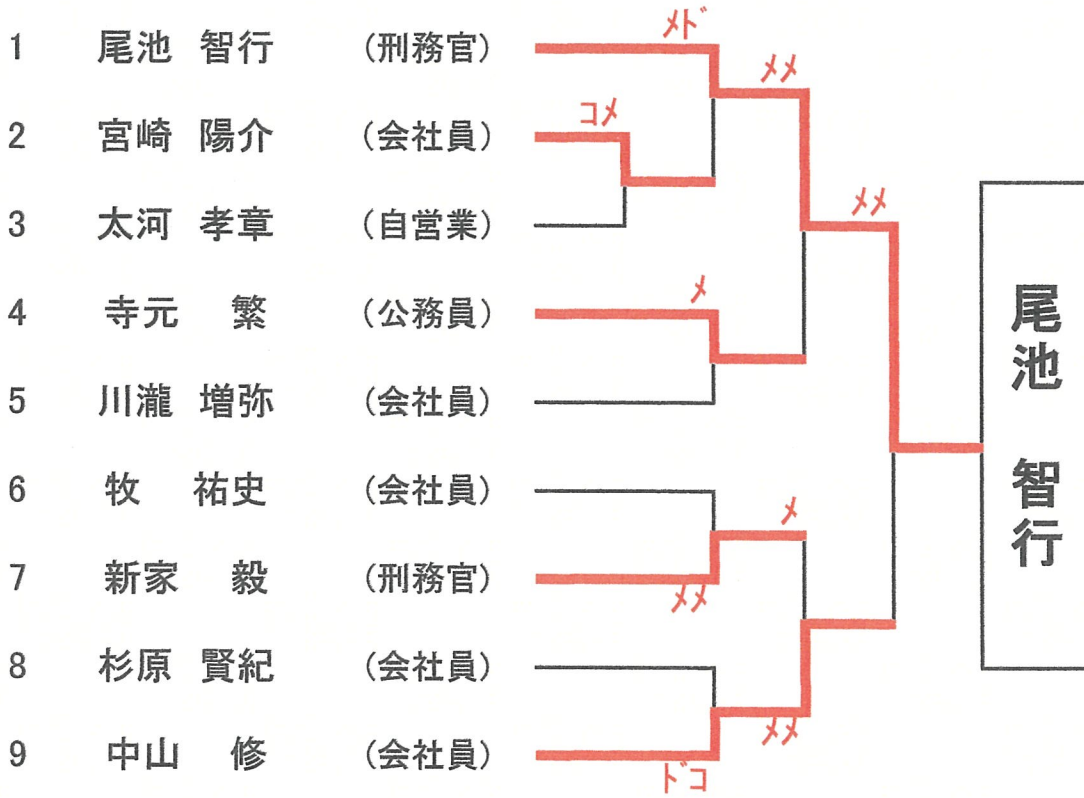 1 尾池 智行 (刑務官)
2 宮崎 陽介 (会社員)
3 太河 孝章 (自営業)
4 寺元 繁 (公務員)
5 川瀧 増弥 (会社員)
6 牧 祐史 (会社員)
7 新家 毅 (刑務官)
8 杉原 賢紀 (会社員)
9 中山 修 (会社員)
メド
メメ
コメ
メメ
メ
メ
メメ
メメ
ドコ
尾池 智行